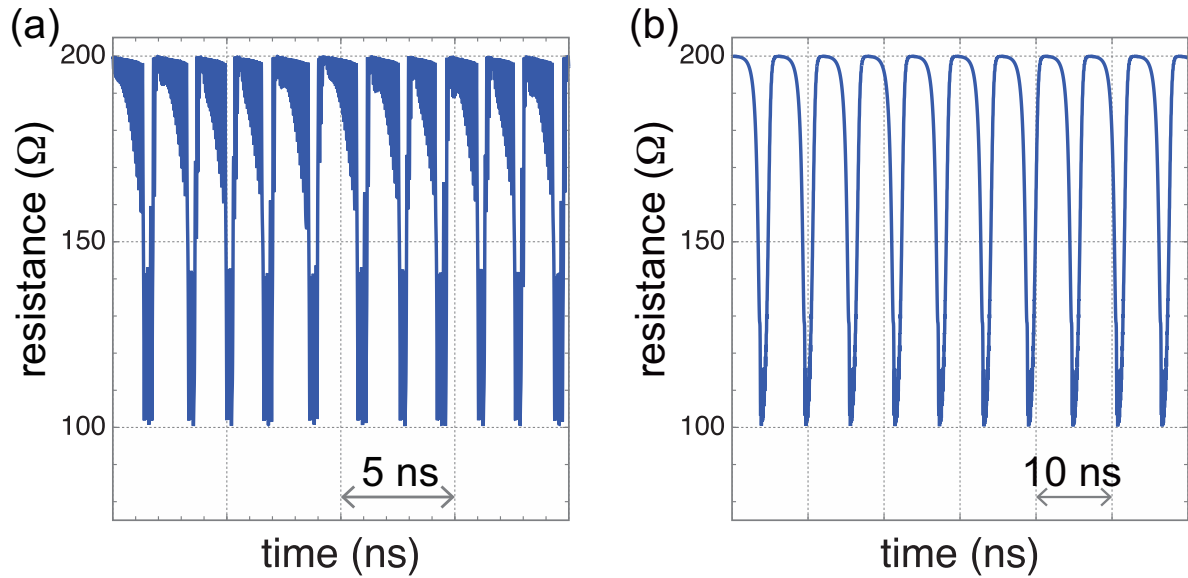 (a)
200
150
100
resistance (Ω)
5 ns
time (ns)
(b)
200
150
100
resistance (Ω)
10 ns
time (ns)